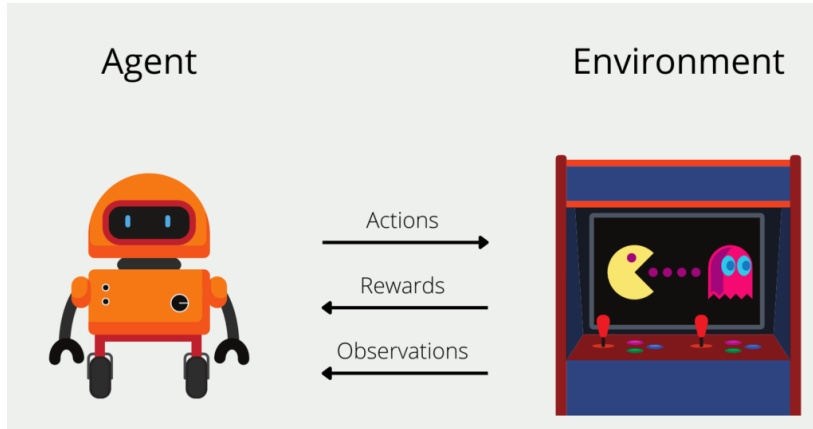 Agent
Environment
Actions
Rewards
Observations